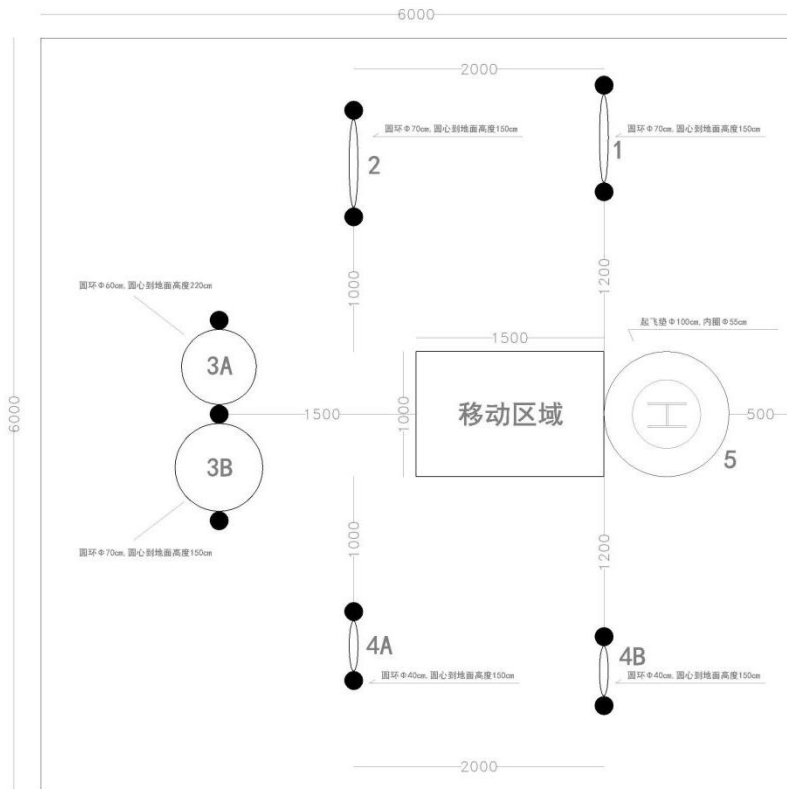 6000
2000
圆环Φ70cm,圆心到地面高度150cm
圆环Φ70cm,圆心到地面高度150cm
2
1
1000
1200
圆环Φ60cm,圆心到地面高度220cm
起飞垫Φ100cm,内圈Φ55cm
1500
3A
6000
1500
1000
移动区域
工
500
3B
5
圆环Φ70cm,圆心到地面高度150cm
1000
1200
4A
4B
圆环Φ40cm,圆心到地面高度150cm
圆环Φ40cm,圆心到地面高度150cm
2000